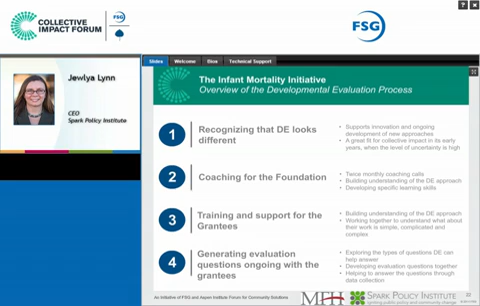 COLLECTIVE
IMPACT FORUM
FSG
FSG
Jewlya Lynn
CEO
Spark Policy Institute
Slides
Welcome
Bios
Technical Support
The Infant Mortality Initiative
Overview of the Developmental Evaluation Process
1
Recognizing that DE looks
different
• Supports innovation and ongoing
development of new approaches
• A great fit for collective impact in its early
years, when the level of uncertainty is high
2
Coaching for the Foundation
• Twice monthly coaching calls
• Building understanding of the DE approach
• Developing specific learning skills
3
Training and support for the
Grantees
• Building understanding of the DE approach
• Working together to understand what about
their work is simple, complicated and
complex
4
Generating evaluation
questions ongoing with the
grantees
• Exploring the types of questions DE can
help answer
• Developing evaluation questions together
• Helping to answer the questions through
data collection
An Initiative of FSG and Aspen Institute Forum for Community Solutions
MFH
SPARK POLICY INSTITUTE
Igniting public policy and community change